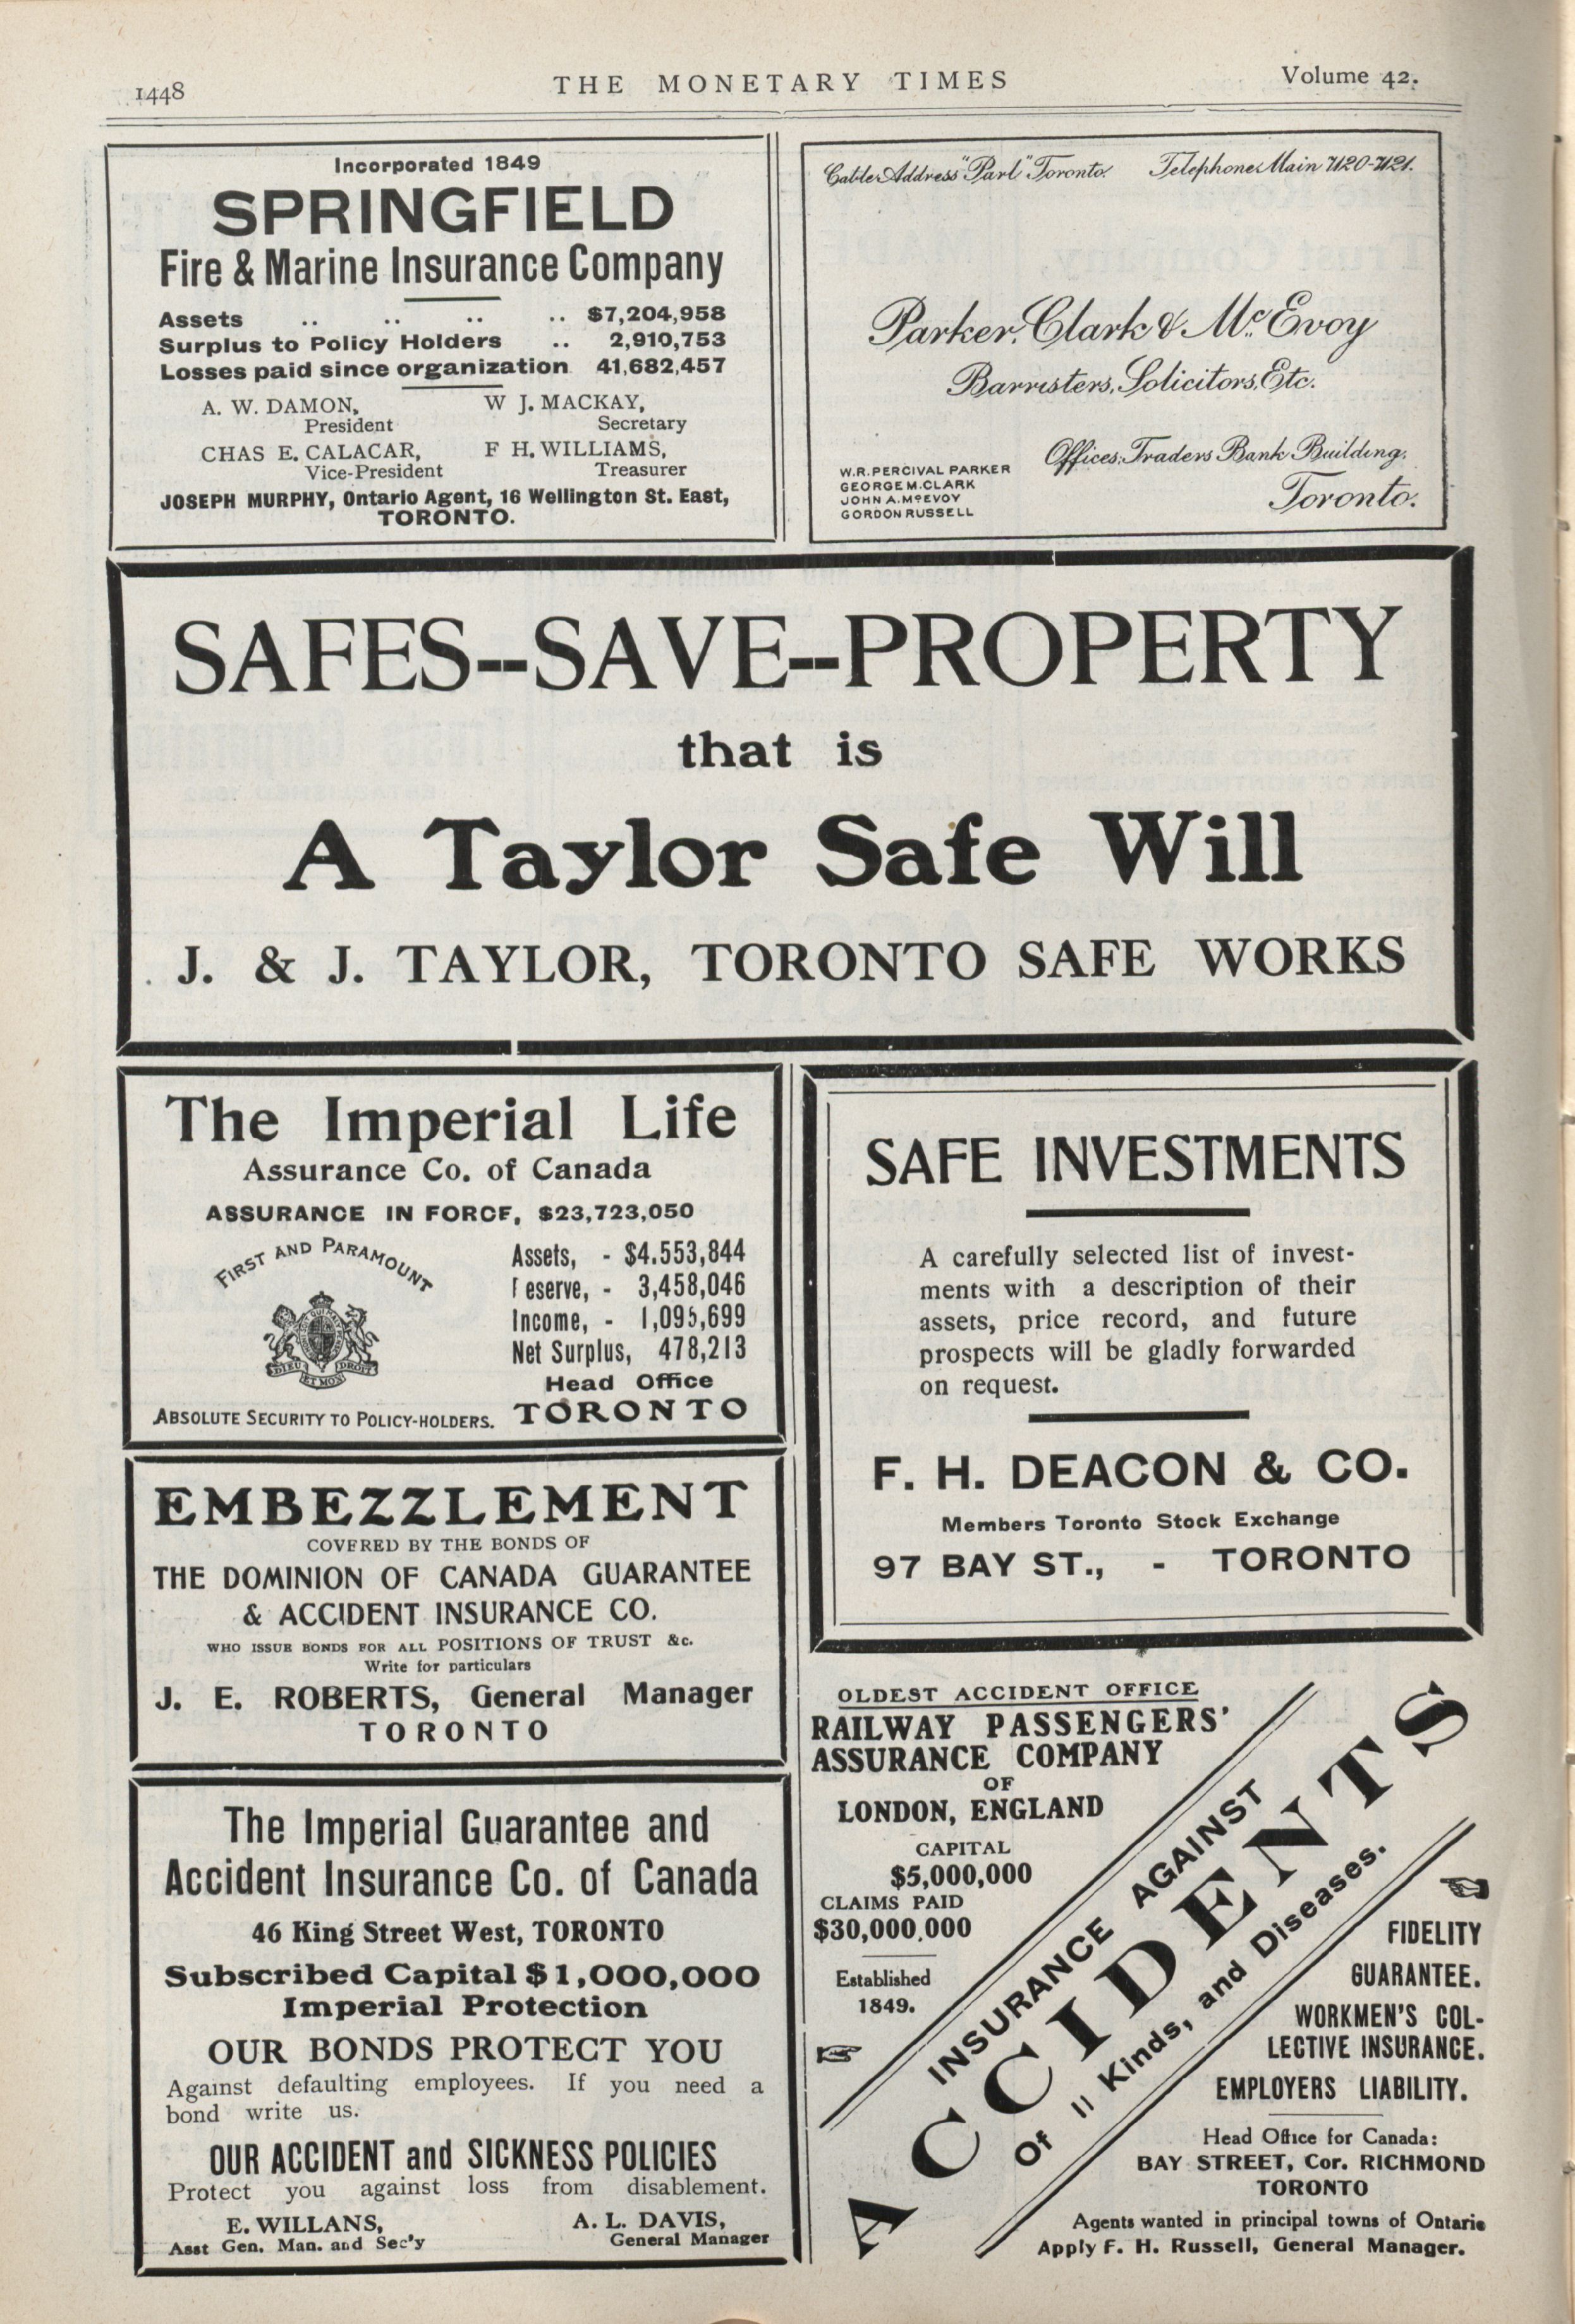 1448
THE MONETARY TIMES
Volume 42.
Incorporated 1849
SPRINGFIELD
Fire & Marine Insurance Company
Assets .. .. .. .. $7,204,958
Surplus to Policy Holders .. 2,910,753
Losses paid since organization 41,682,457
A. W. DAMON, W J. MACKAY,
President Secretary
CHAS E. CALACAR, F H. WILLIAMS,
Vice-President Treasurer
JOSEPH MURPHY, Ontario Agent, 16 Wellington St. East,
TORONTO.
Cable Address "Parl" Toronto. Telephone Main 7120-7121.
Parker, Clark & McEvoy
Barristers, Solicitors, Etc.
Offices, Traders Bank Building,
Toronto.
W.R. PERCIVAL PARKER
GEORGE M. CLARK
JOHN A. McEVOY
GORDON RUSSELL
SAFES--SAVE--PROPERTY
that is
A Taylor Safe Will
J. & J. TAYLOR, TORONTO SAFE WORKS
The Imperial Life
Assurance Co. of Canada
ASSURANCE IN FORCF, $23,723,050
FIRST AND PARAMOUNT
DIEU ET MON DROIT
Assets, - $4.553,844
eserve, - 3,458,046
Income, - 1,095,699
Net Surplus, 478,213
Head Office
ABSOLUTE SECURITY TO POLICY-HOLDERS. TORONTO
SAFE INVESTMENTS
A carefully selected list of invest-
ments with a description of their
assets, price record, and future
prospects will be gladly forwarded
on request.
F. H. DEACON & CO.
Members Toronto Stock Exchange
97 BAY ST., - TORONTO
EMBEZZLEMENT
COVFRED BY THE BONDS OF
THE DOMINION OF CANADA GUARANTEE
& ACCIDENT INSURANCE CO.
WHO ISSUE BONDS FOR ALL POSITIONS OF TRUST &c.
Write for particulars
J. E. ROBERTS, General Manager
TORONTO
The Imperial Guarantee and
Accident Insurance Co. of Canada
46 King Street West, TORONTO
Subscribed Capital $1,000,000
Imperial Protection
OUR BONDS PROTECT YOU
Against defaulting employees. If you need a
bond write us.
OUR ACCIDENT and SICKNESS POLICIES
Protect you against loss from disablement.
E. WILLANS, A. L. DAVIS,
Asst Gen. Man. and Sec'y General Manager
OLDEST ACCIDENT OFFICE
RAILWAY PASSENGERS'
ASSURANCE COMPANY
OF
LONDON, ENGLAND
CAPITAL
$5,000,000
CLAIMS PAID
$30,000,000
Established
1849.
INSURANCE AGAINST
ACCIDENTS
Of ll Kinds, and Diseases.
FIDELITY
GUARANTEE.
WORKMEN'S COL-
LECTIVE INSURANCE.
EMPLOYERS LIABILITY.
Head Office for Canada:
BAY STREET, Cor. RICHMOND
TORONTO
Agents wanted in principal towns of Ontario
Apply F. H. Russell, General Manager.